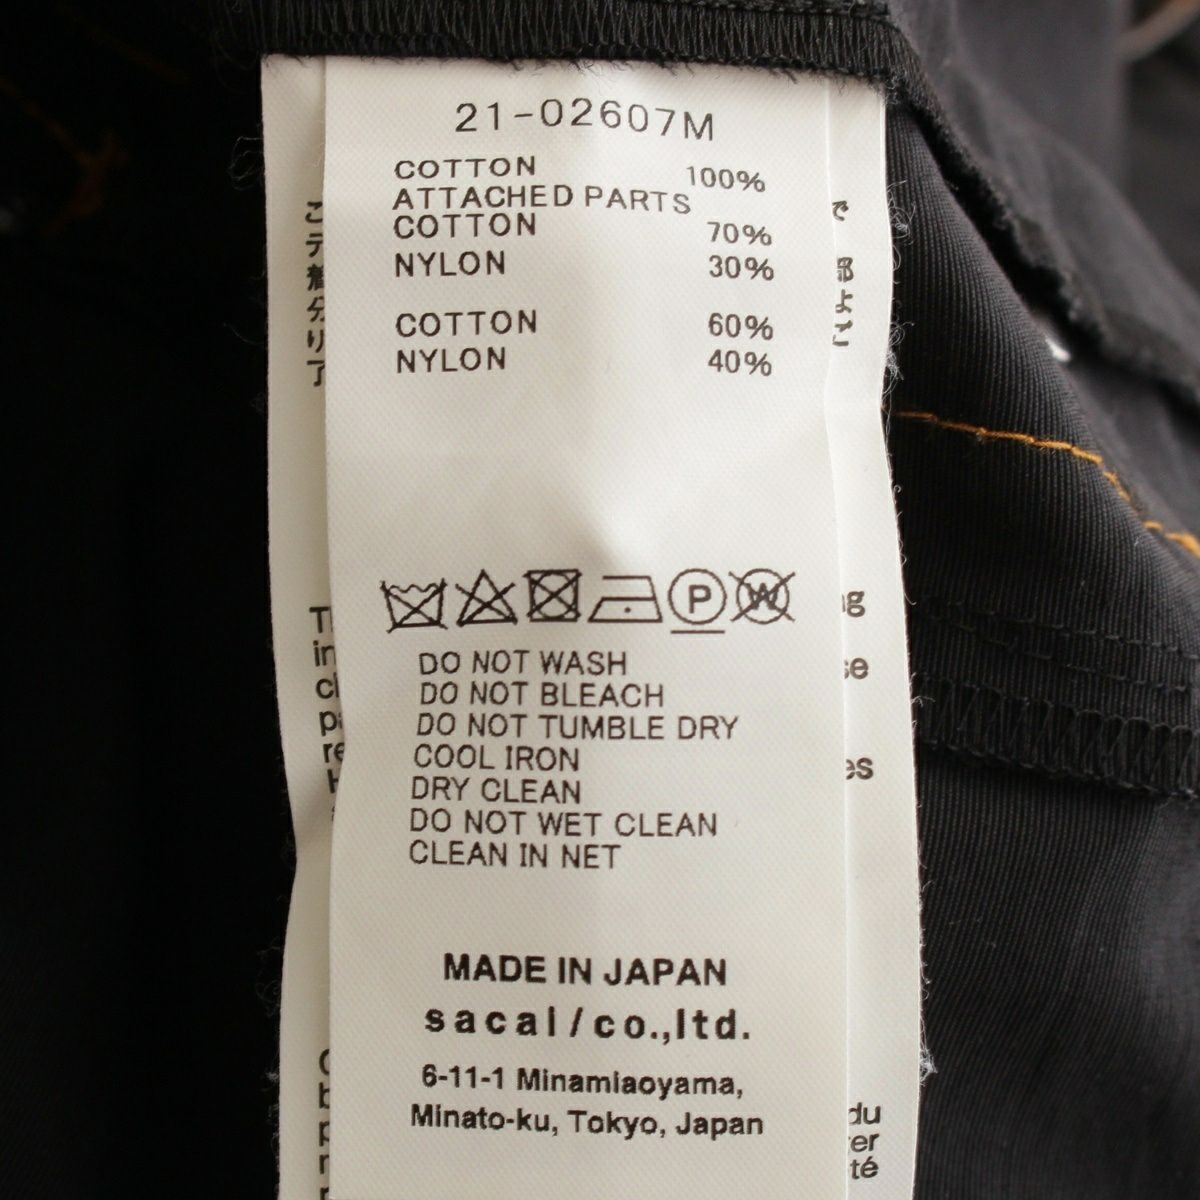 21-02607M
COTTON 100%
ATTACHED PARTS
COTTON 70%
NYLON 30%
COTTON 60%
NYLON 40%
P W
DO NOT WASH
DO NOT BLEACH
DO NOT TUMBLE DRY
COOL IRON
DRY CLEAN
DO NOT WET CLEAN
CLEAN IN NET
MADE IN JAPAN
sacai/co.,ltd.
6-11-1 Minamiaoyama,
Minato-ku, Tokyo, Japan
du